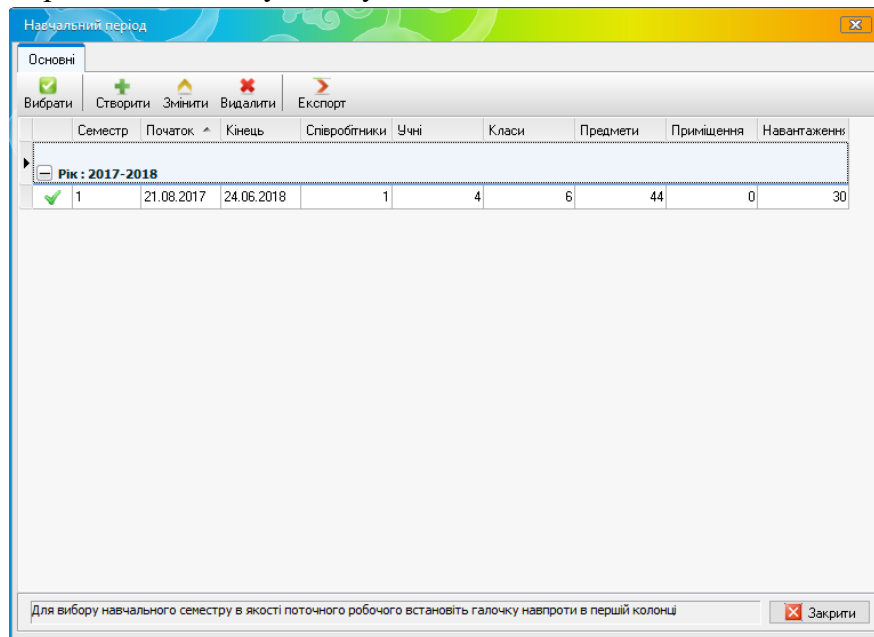 Навчальний період
Основні
Вибрати Створити Змінити Видалити Експорт
Семестр Початок Кінець Співробітники Учні Класи Предмети Приміщення Навантаженн
Рік : 2017-2018
1 21.08.2017 24.06.2018 1 4 6 44 0 30
Для вибору навчального семестру в якості поточного робочого встановіть галочку навпроти в першій колонці
Закрити